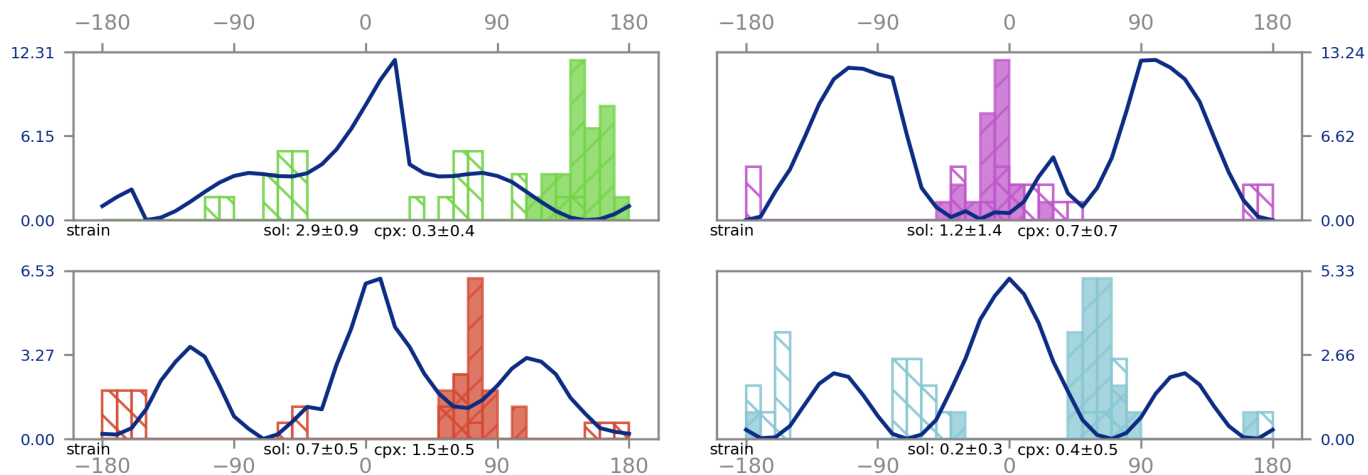 −180 −90 0 90 180 −180 −90 0 90 180
12.31 13.24
6.15 6.62
0.00 0.00
strain sol: 2.9±0.9 cpx: 0.3±0.4 strain sol: 1.2±1.4 cpx: 0.7±0.7
6.53 5.33
3.27 2.66
0.00 0.00
strain sol: 0.7±0.5 cpx: 1.5±0.5 strain sol: 0.2±0.3 cpx: 0.4±0.5
−180 −90 0 90 180 −180 −90 0 90 180